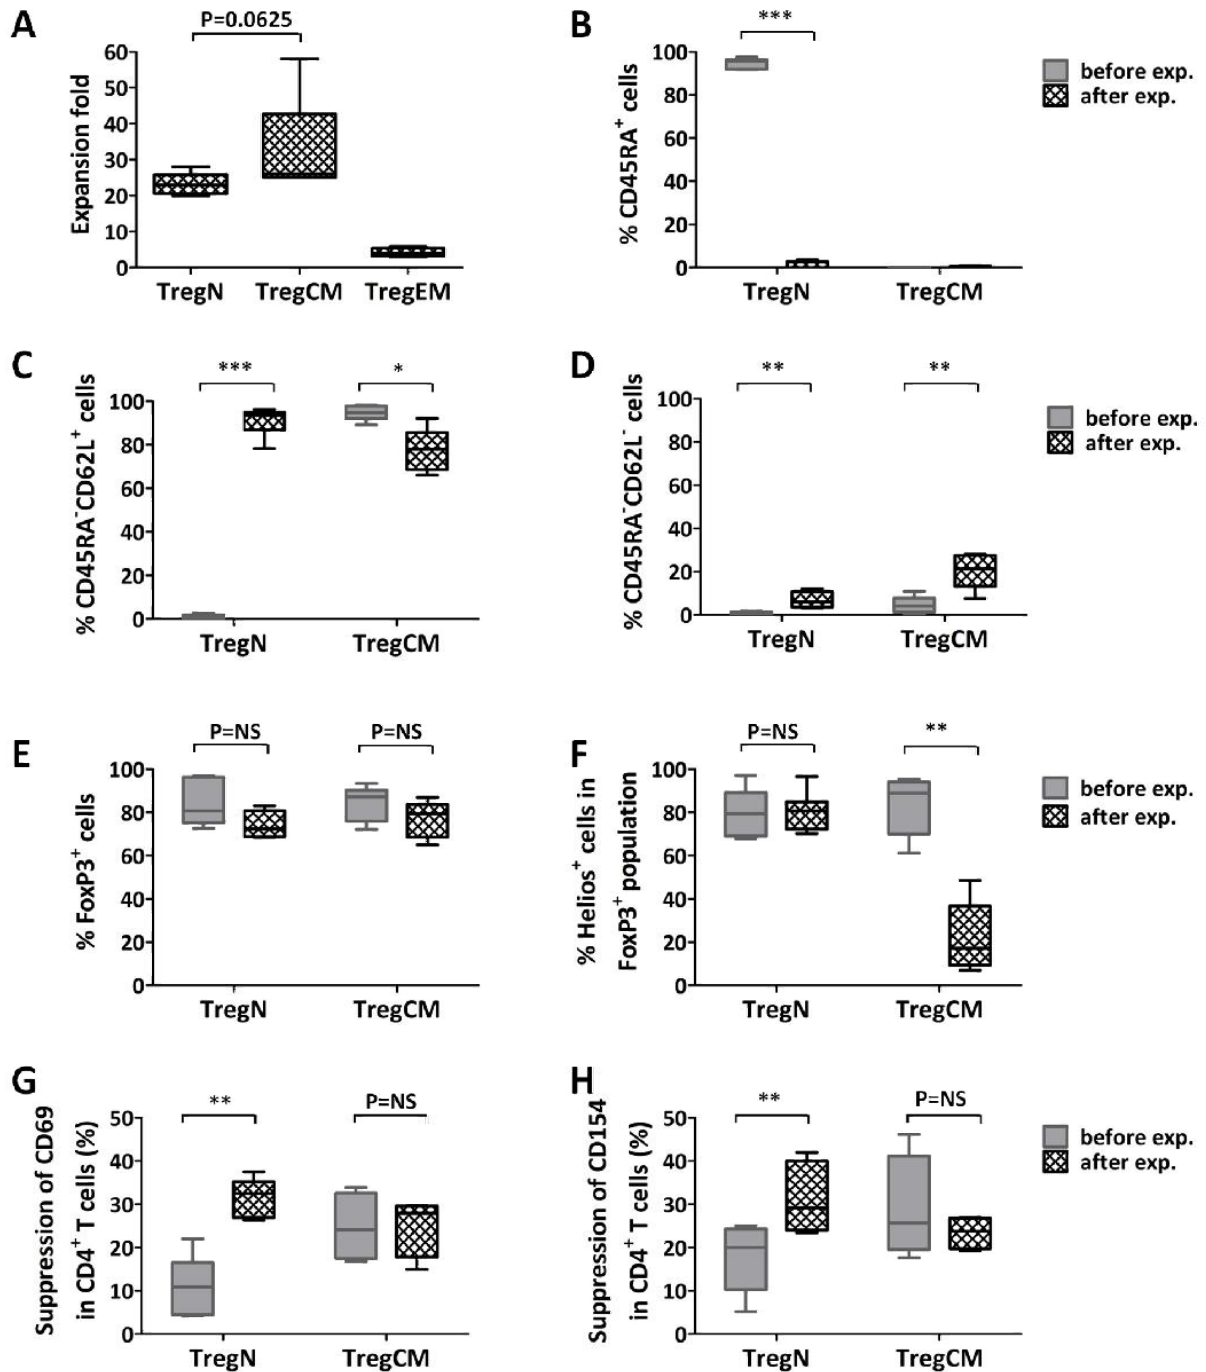 A
P=0.0625
Expansion fold
60
50
40
30
20
10
0
TregN TregCM TregEM
B
***
% CD45RA+ cells
100
80
60
40
20
0
TregN TregCM
before exp.
after exp.
C
*** *
% CD45RA-CD62L+ cells
100
80
60
40
20
0
TregN TregCM
D
** **
% CD45RA-CD62L- cells
100
80
60
40
20
0
TregN TregCM
before exp.
after exp.
E
P=NS P=NS
% FoxP3+ cells
100
80
60
40
20
0
TregN TregCM
F
P=NS **
% Helios+ cells in
FoxP3+ population
100
80
60
40
20
0
TregN TregCM
before exp.
after exp.
G
** P=NS
Suppression of CD69
in CD4+ T cells (%)
50
40
30
20
10
0
TregN TregCM
H
** P=NS
Suppression of CD154
in CD4+ T cells (%)
50
40
30
20
10
0
TregN TregCM
before exp.
after exp.